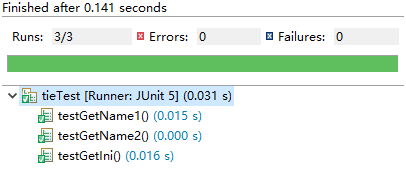 Finished after 0.141 seconds
Runs: 3/3 Errors: 0 Failures: 0
tieTest [Runner: JUnit 5] (0.031 s)
testGetName1() (0.015 s)
testGetName2() (0.000 s)
testGetIni() (0.016 s)